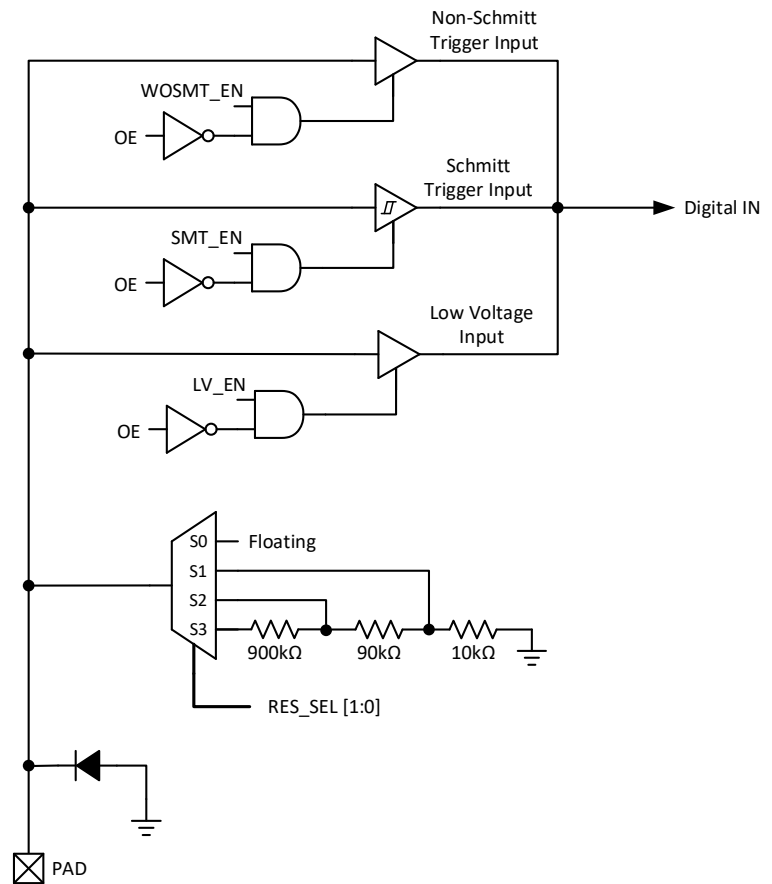 Non-Schmitt
Trigger Input
WOSMT_EN
OE
Schmitt
Trigger Input
Digital IN
SMT_EN
OE
Low Voltage
Input
LV_EN
OE
S0
Floating
S1
S2
S3
900kΩ
90kΩ
10kΩ
RES_SEL [1:0]
PAD